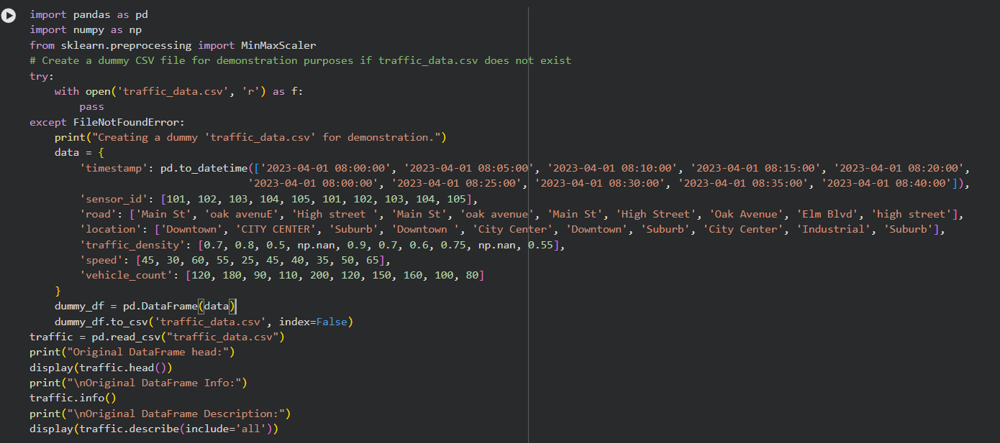 import pandas as pd
import numpy as np
from sklearn.preprocessing import MinMaxScaler
# Create a dummy CSV file for demonstration purposes if traffic_data.csv does not exist
try:
    with open('traffic_data.csv', 'r') as f:
        pass
except FileNotFoundError:
    print("Creating a dummy 'traffic_data.csv' for demonstration.")
    data = {
        'timestamp': pd.to_datetime(['2023-04-01 08:00:00', '2023-04-01 08:05:00', '2023-04-01 08:10:00', '2023-04-01 08:15:00', '2023-04-01 08:20:00',
                                   '2023-04-01 08:00:00', '2023-04-01 08:25:00', '2023-04-01 08:30:00', '2023-04-01 08:35:00', '2023-04-01 08:40:00']),
        'sensor_id': [101, 102, 103, 104, 105, 101, 102, 103, 104, 105],
        'road': ['Main St', 'oak avenuE', 'High street ', 'Main St', 'oak avenue', 'Main St', 'High Street', 'Oak Avenue', 'Elm Blvd', 'high street'],
        'location': ['Downtown', 'CITY CENTER', 'Suburb', 'Downtown ', 'City Center', 'Downtown', 'Suburb', 'City Center', 'Industrial', 'Suburb'],
        'traffic_density': [0.7, 0.8, 0.5, np.nan, 0.9, 0.7, 0.6, 0.75, np.nan, 0.55],
        'speed': [45, 30, 60, 55, 25, 45, 40, 35, 50, 65],
        'vehicle_count': [120, 180, 90, 110, 200, 120, 150, 160, 100, 80]
    }
    dummy_df = pd.DataFrame(data)
    dummy_df.to_csv('traffic_data.csv', index=False)
traffic = pd.read_csv("traffic_data.csv")
print("Original DataFrame head:")
display(traffic.head())
print("\nOriginal DataFrame Info:")
traffic.info()
print("\nOriginal DataFrame Description:")
display(traffic.describe(include='all'))